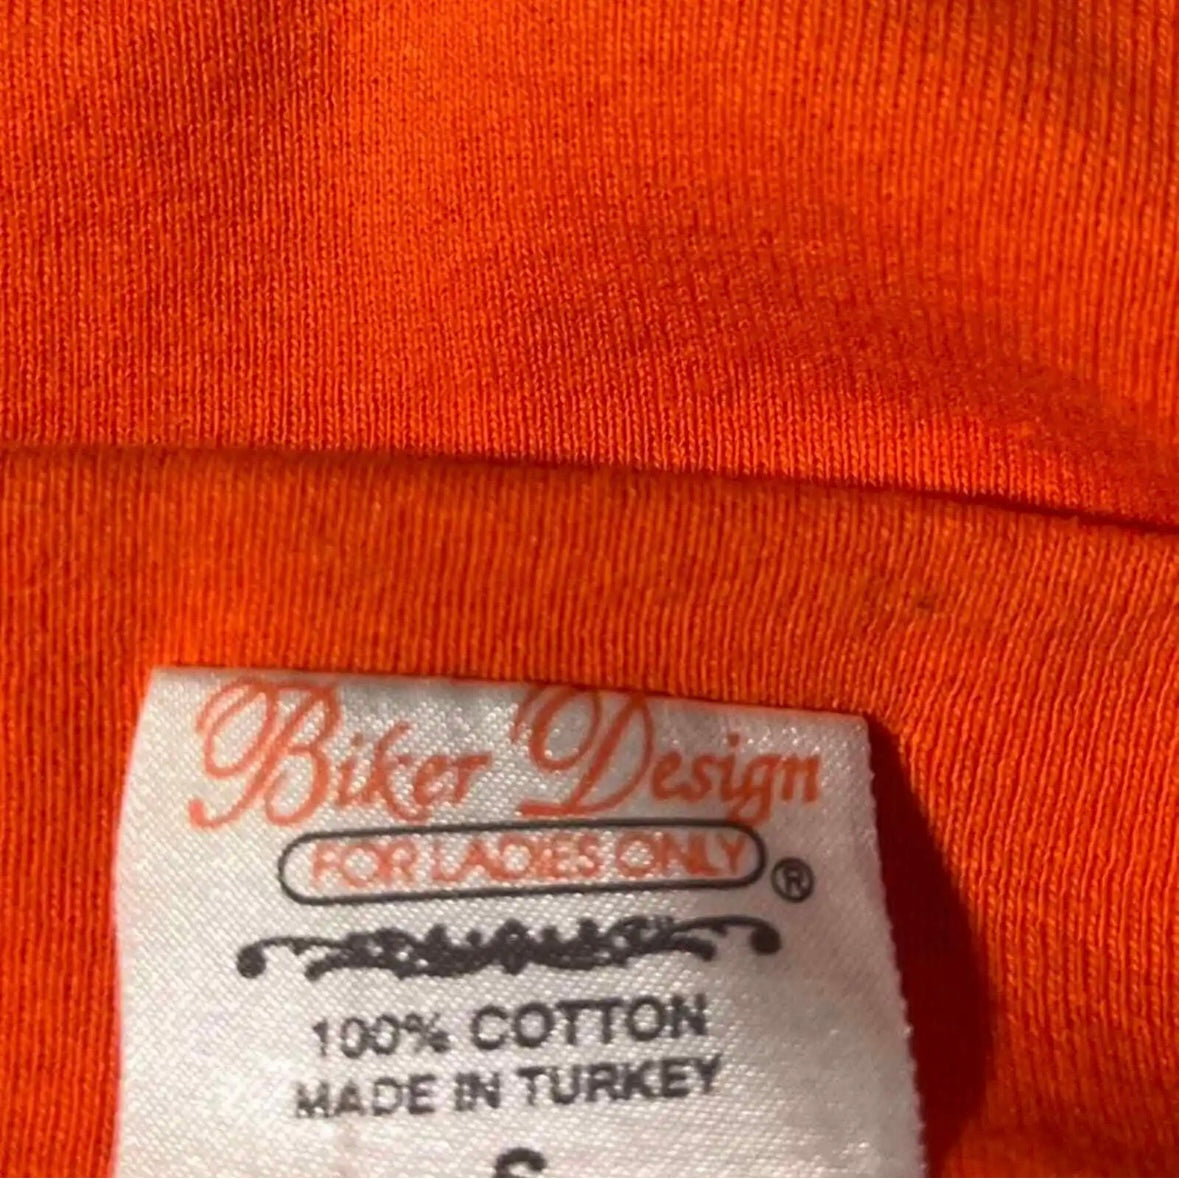 Biker Design
FOR LADIES ONLY ®
100% COTTON
MADE IN TURKEY
S